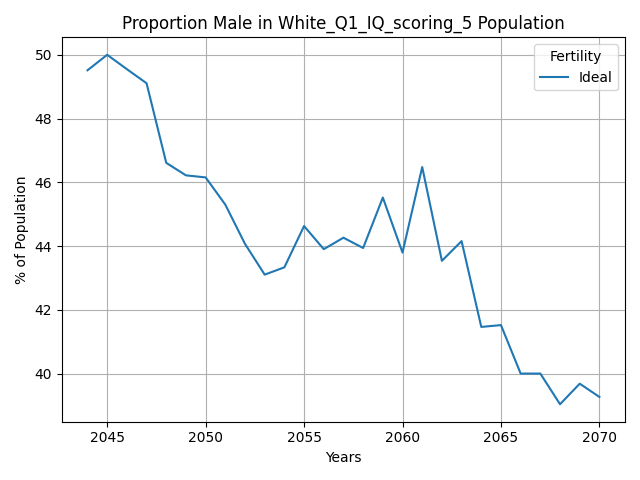 Proportion Male in White_Q1_IQ_scoring_5 Population
Fertility
Ideal
% of Population
50
48
46
44
42
40
2045
2050
2055
2060
2065
2070
Years